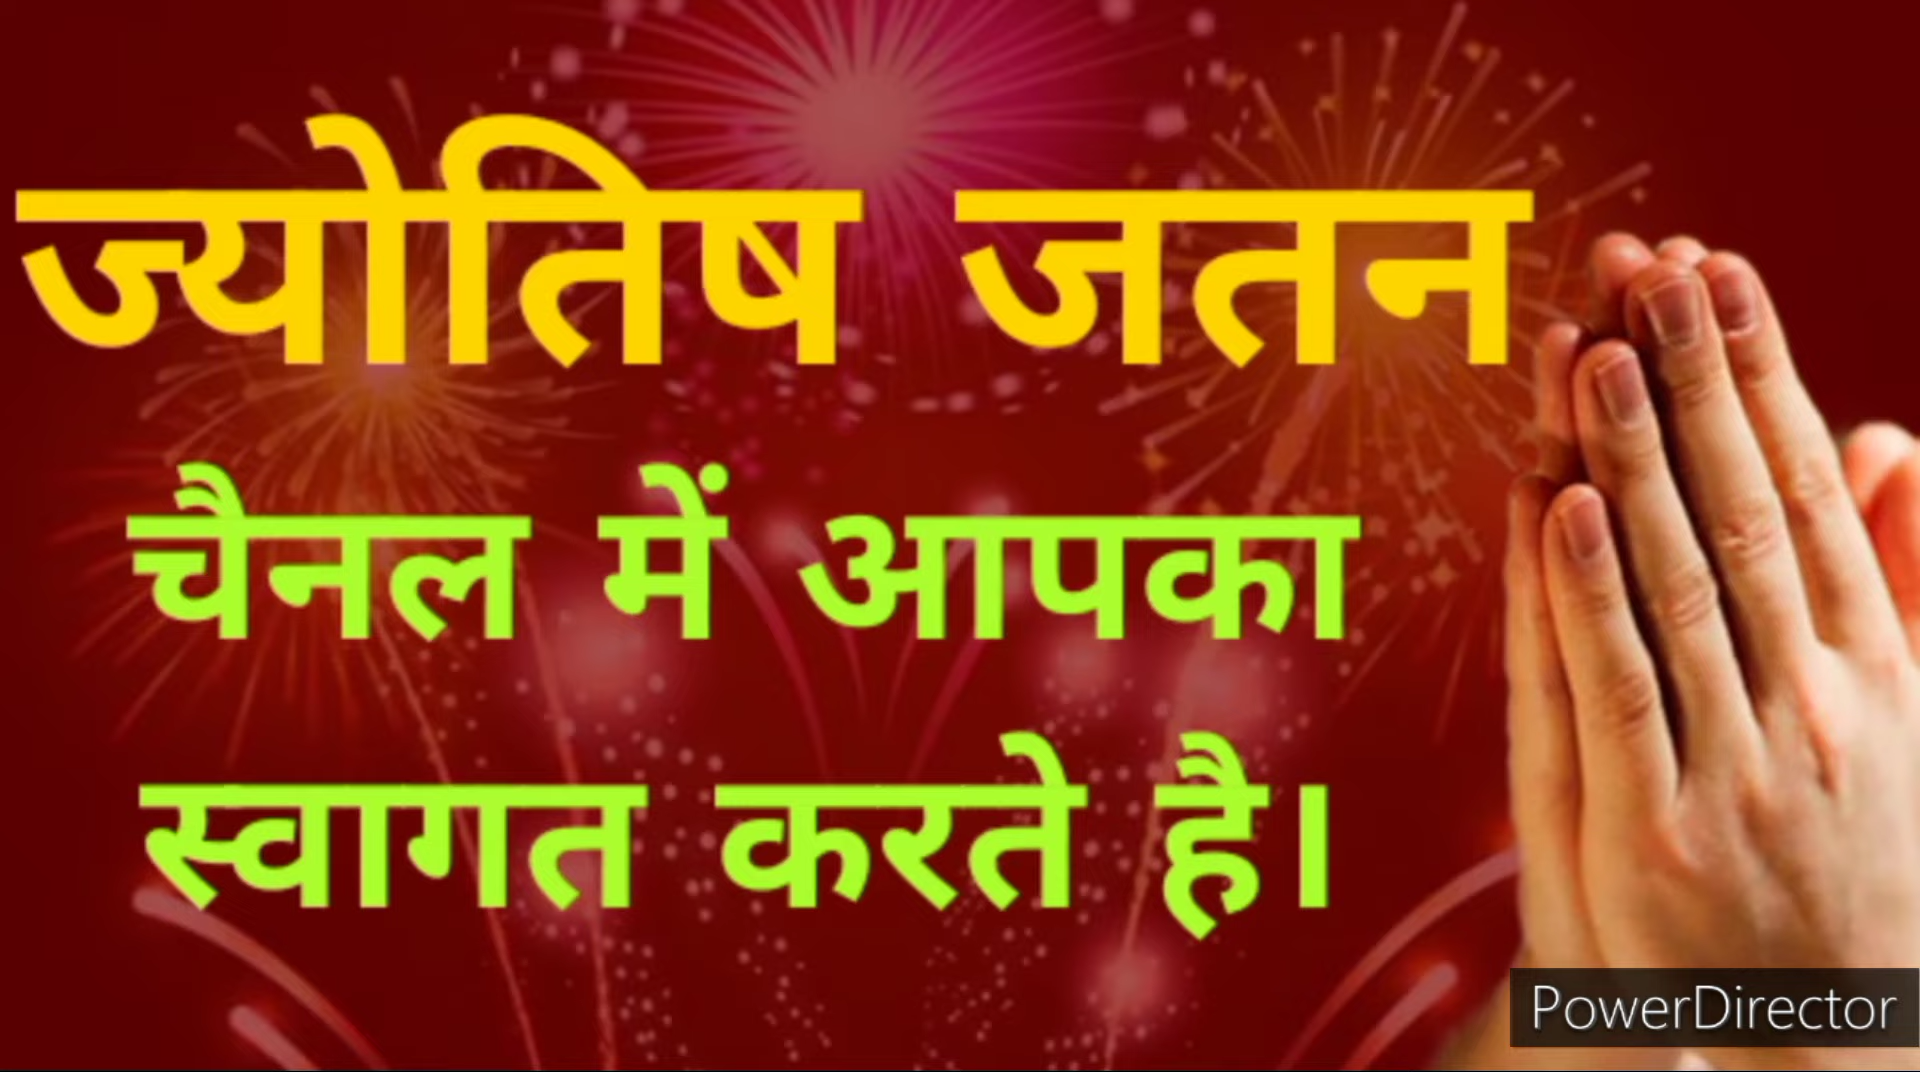 ज्योतिष जतन
चैनल में आपका
स्वागत करते है।
PowerDirector